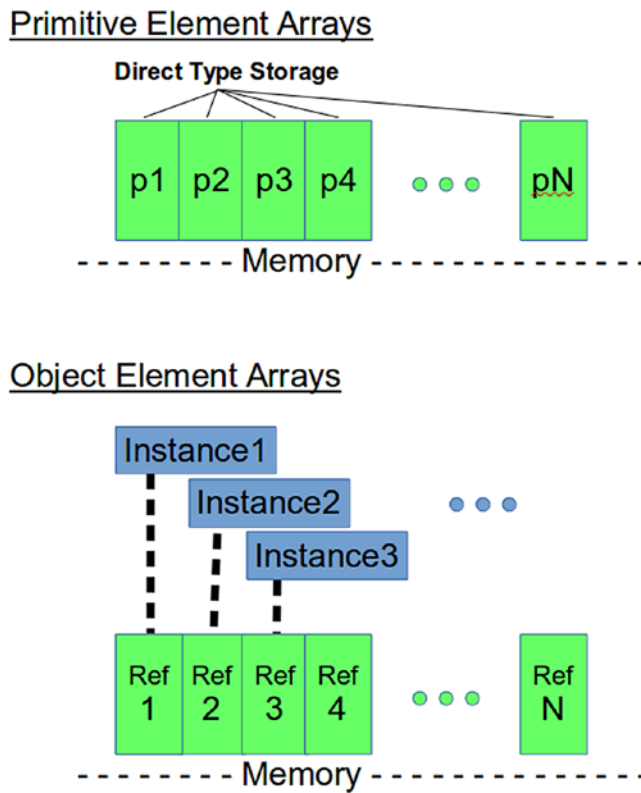 Primitive Element Arrays
Direct Type Storage
p1 p2 p3 p4 pN
- - - - - - - - Memory - - - - - - - - - - - - - - -
Object Element Arrays
Instance1
Instance2
Instance3
Ref Ref Ref Ref Ref
1 2 3 4 N
- - - - - - - - Memory - - - - - - - - - - - - - - -